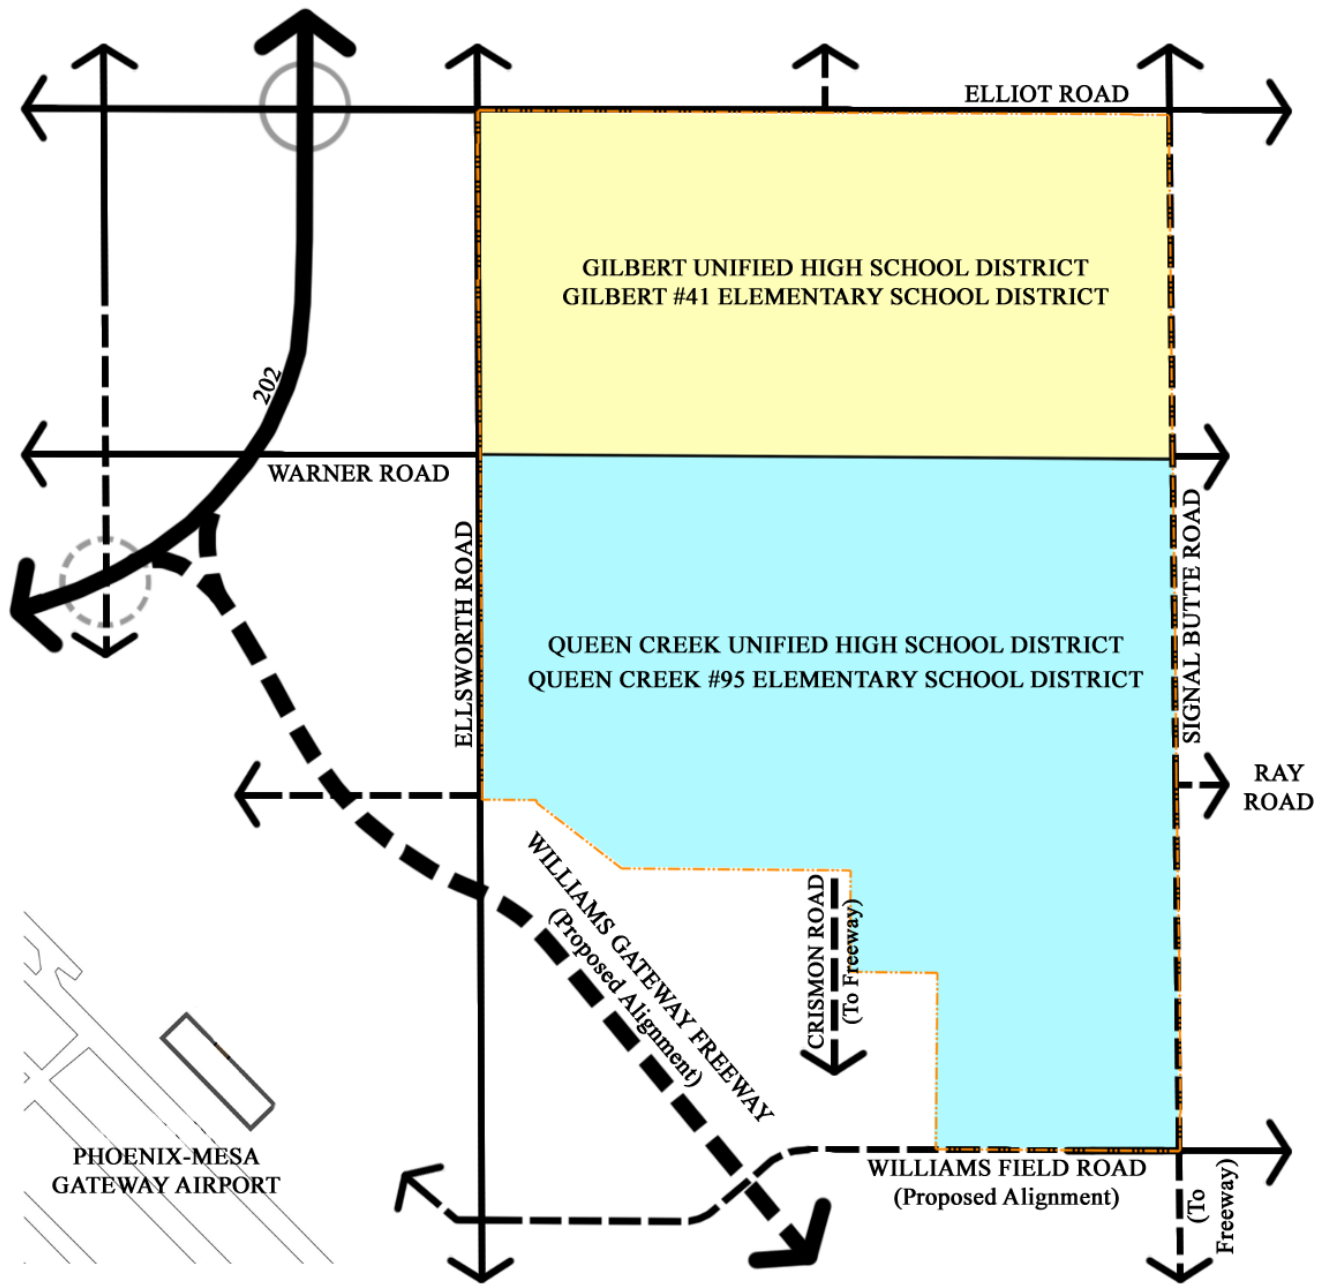 ELLIOT ROAD
GILBERT UNIFIED HIGH SCHOOL DISTRICT
GILBERT #41 ELEMENTARY SCHOOL DISTRICT
202
WARNER ROAD
ELLSWORTH ROAD
SIGNAL BUTTE ROAD
QUEEN CREEK UNIFIED HIGH SCHOOL DISTRICT
QUEEN CREEK #95 ELEMENTARY SCHOOL DISTRICT
RAY
ROAD
WILLIAMS GATEWAY FREEWAY
(Proposed Alignment)
CRISMON ROAD
(To Freeway)
PHOENIX-MESA
GATEWAY AIRPORT
WILLIAMS FIELD ROAD
(Proposed Alignment)
(To
Freeway)